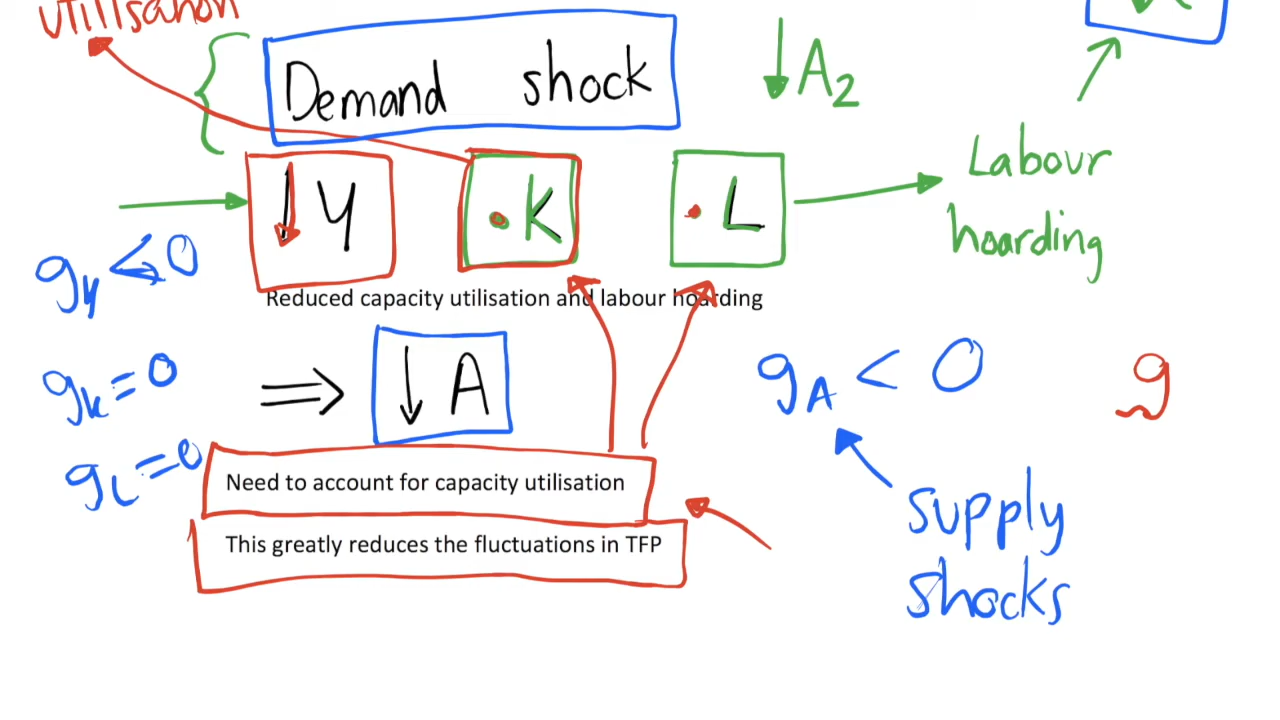 utilisation
Demand shock
↓ A₂
Labour
hoarding
↓ Y
• K
• L
g_y < 0
Reduced capacity utilisation and labour hoarding
g_k = 0
⇒ ↓ A
g_A < 0
g
g_L = 0
Need to account for capacity utilisation
This greatly reduces the fluctuations in TFP
supply
shocks